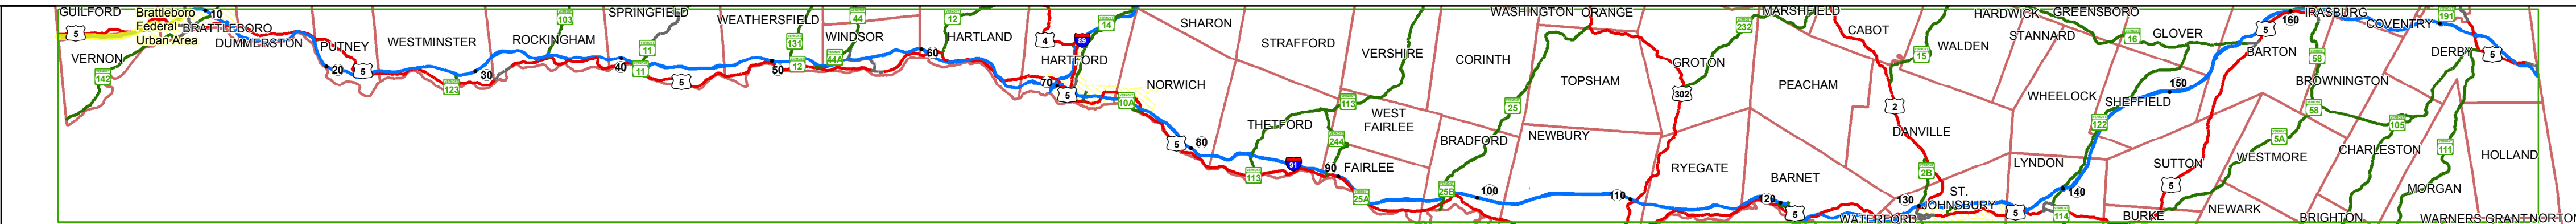 GUILFORD
Brattleboro
Federal
Urban Area
10
BRATTLEBORO
5
VERNON
142
DUMMERSTON
20
PUTNEY
5
WESTMINSTER
123
30
ROCKINGHAM
103
40
SPRINGFIELD
11
11
5
WEATHERSFIELD
50
131
12
44
WINDSOR
44A
12
60
HARTLAND
4
89
14
HARTFORD
70
5
10A
NORWICH
SHARON
5
80
STRAFFORD
THETFORD
113
91
113
244
90
FAIRLEE
25A
VERSHIRE
WEST
FAIRLEE
CORINTH
BRADFORD
25B
100
25
WASHINGTON
ORANGE
TOPSHAM
NEWBURY
110
302
GROTON
232
RYEGATE
MARSHFIELD
PEACHAM
BARNET
120
5
CABOT
2
DANVILLE
15
WALDEN
2B
130
WATERFORD
ST.
JOHNSBURY
5
HARDWICK
STANNARD
GREENSBORO
16
GLOVER
WHEELOCK
SHEFFIELD
122
150
LYNDON
140
114
BURKE
5
SUTTON
NEWARK
160
5
BARTON
IRASBURG
58
BROWNINGTON
58
5A
WESTMORE
BRIGHTON
COVENTRY
191
DERBY
5
105
CHARLESTON
111
MORGAN
HOLLAND
WARNERS GRANT